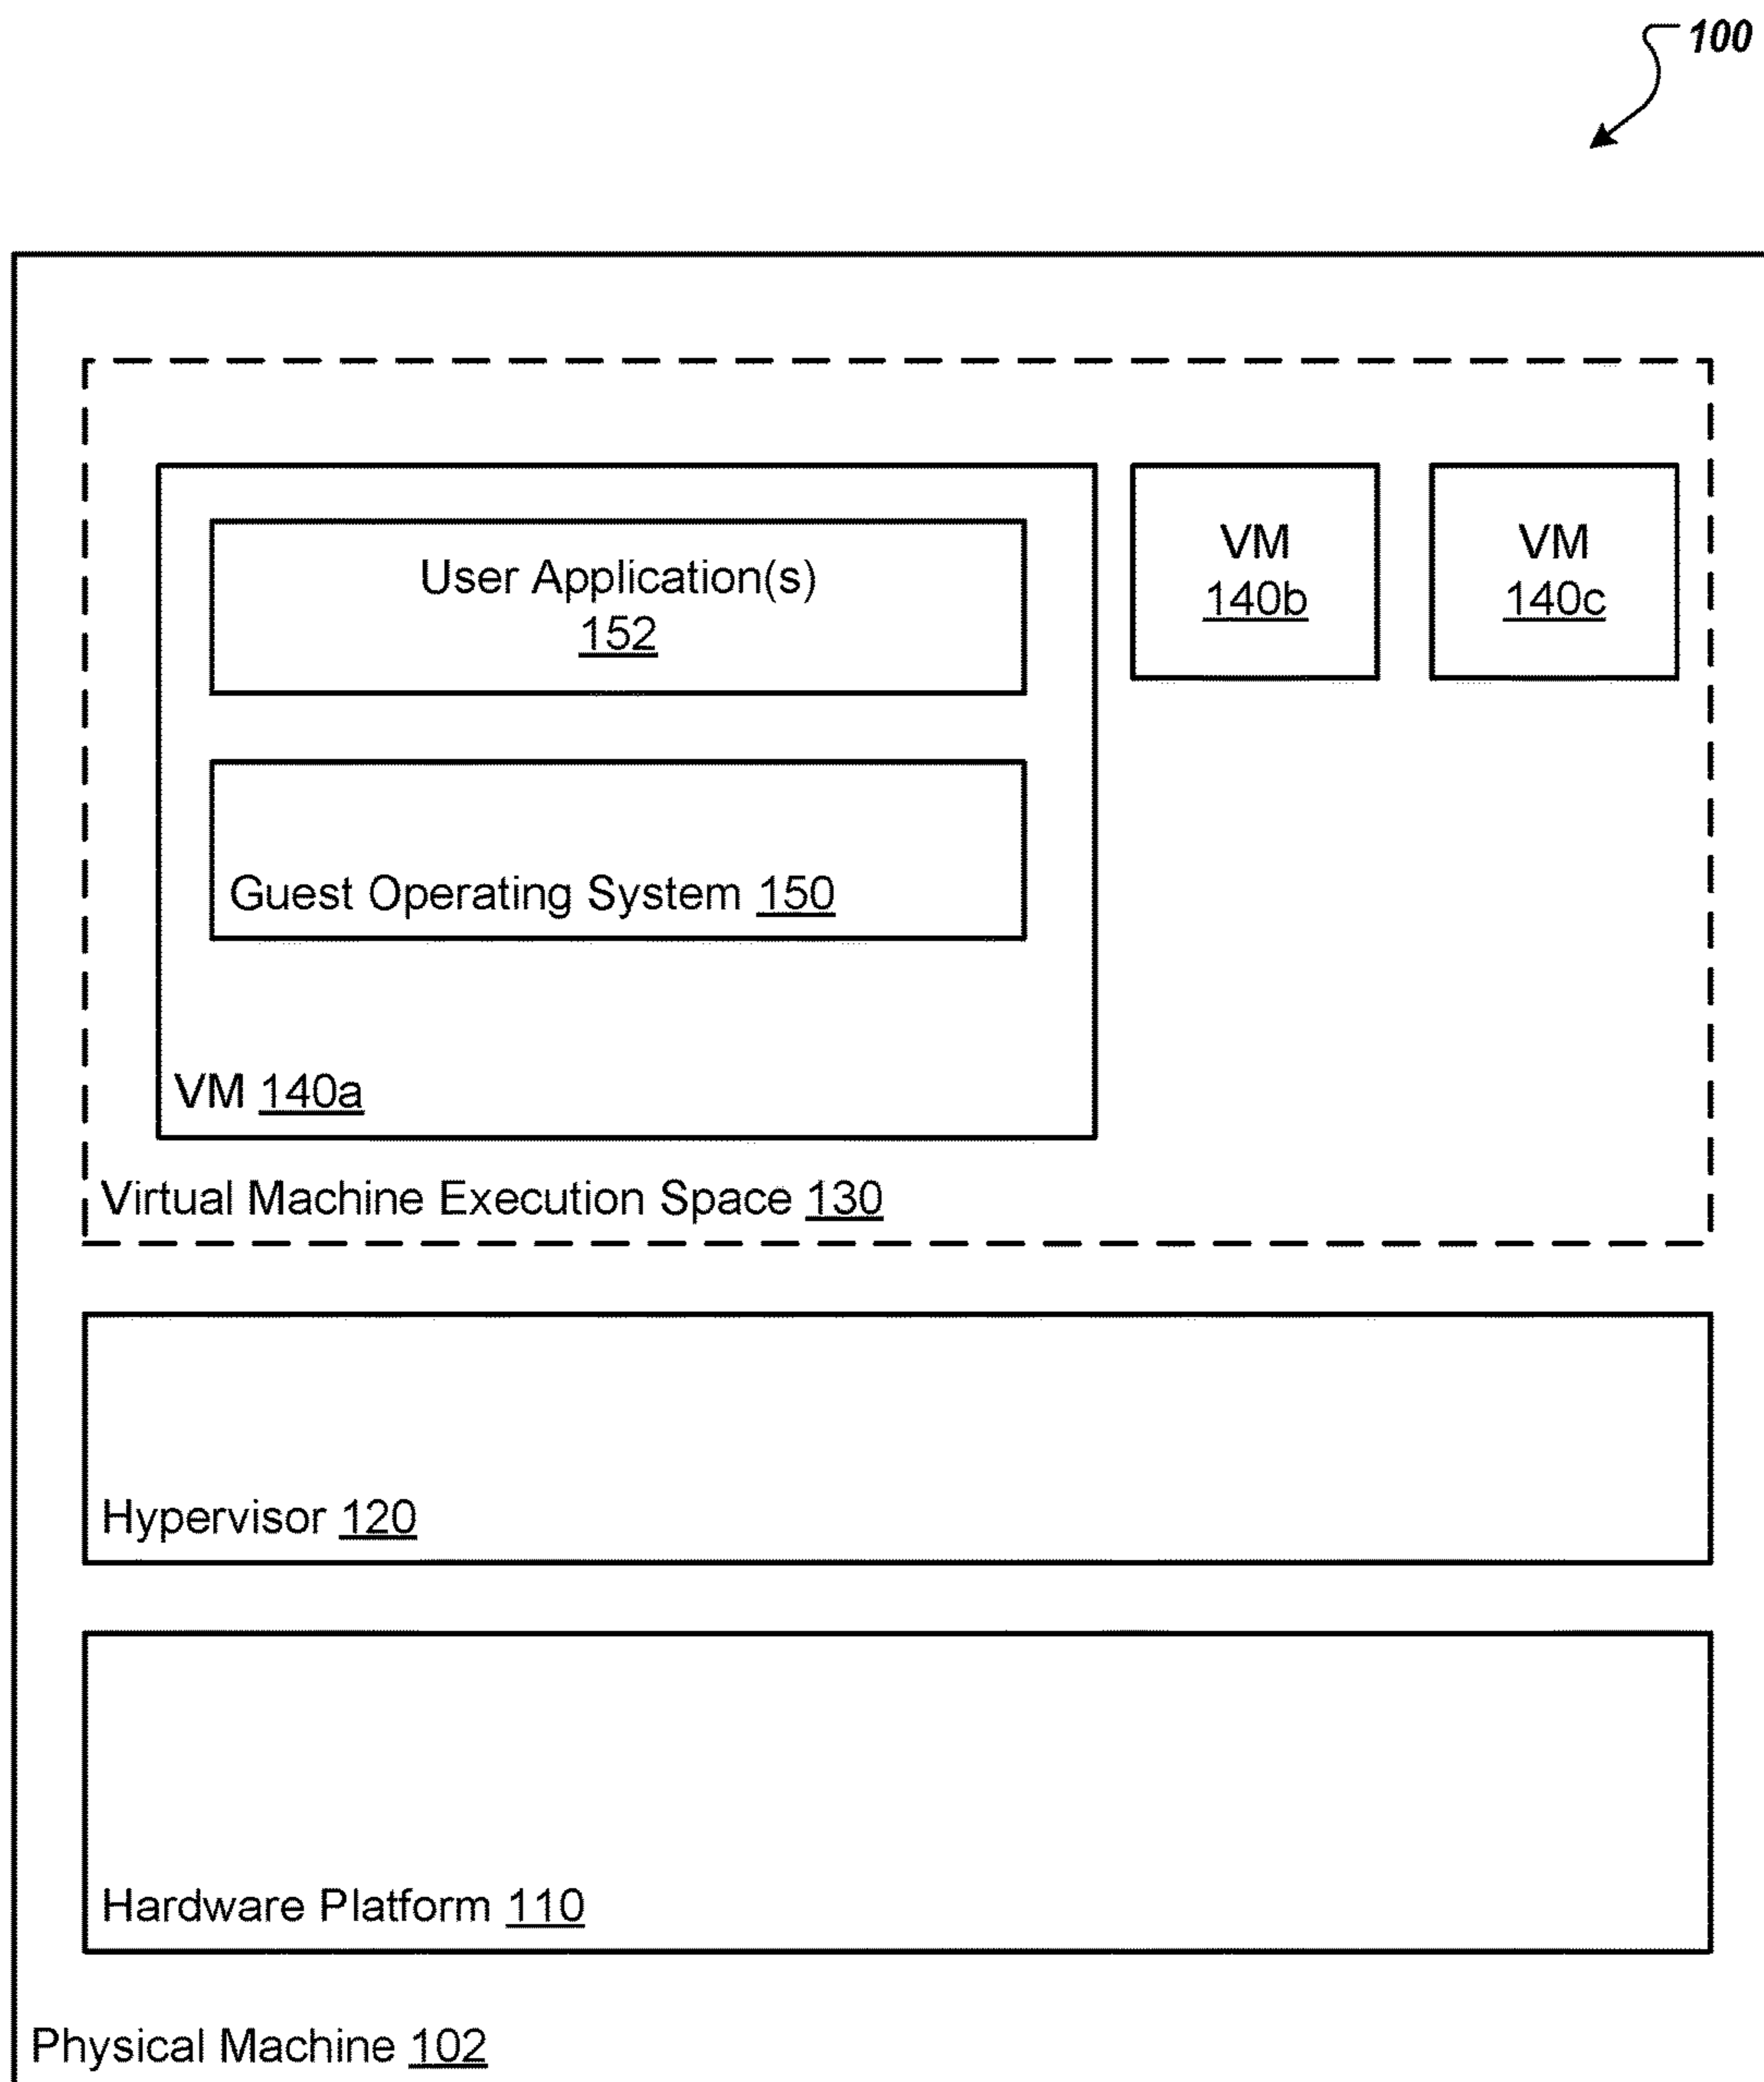 100
User Application(s)
152
VM
140b
VM
140c
Guest Operating System 150
VM 140a
Virtual Machine Execution Space 130
Hypervisor 120
Hardware Platform 110
Physical Machine 102